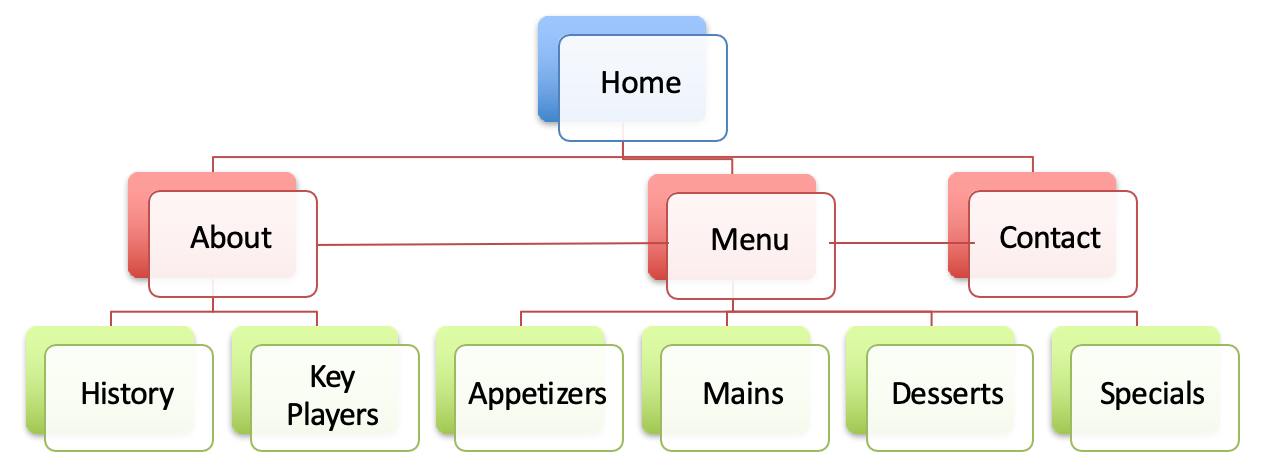 Home
About
Menu
Contact
History
Key
Players
Appetizers
Mains
Desserts
Specials